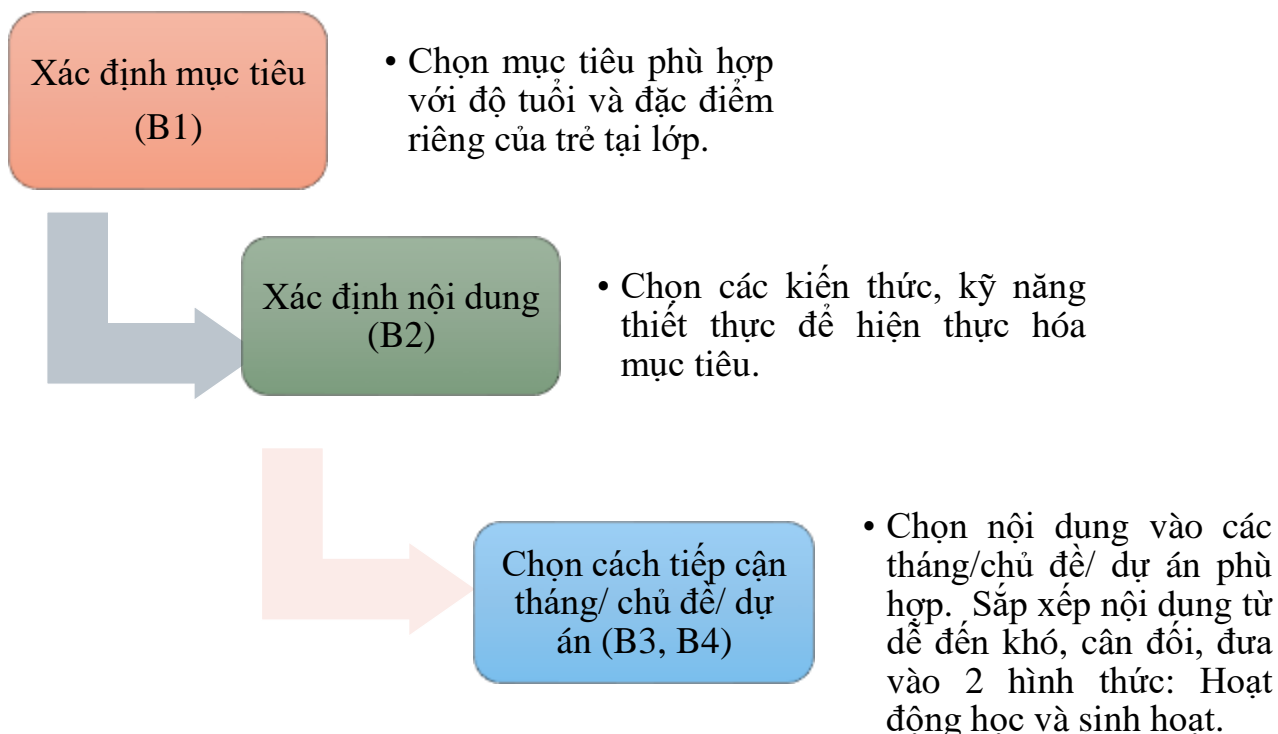 Xác định mục tiêu
(B1)
• Chọn mục tiêu phù hợp
với độ tuổi và đặc điểm
riêng của trẻ tại lớp.
Xác định nội dung
(B2)
• Chọn các kiến thức, kỹ năng
thiết thực để hiện thực hóa
mục tiêu.
Chọn cách tiếp cận
tháng/ chủ đề/ dự
án (B3, B4)
• Chọn nội dung vào các
tháng/chủ đề/ dự án phù
hợp. Sắp xếp nội dung từ
dễ đến khó, cân đối, đưa
vào 2 hình thức: Hoạt
động học và sinh hoạt.